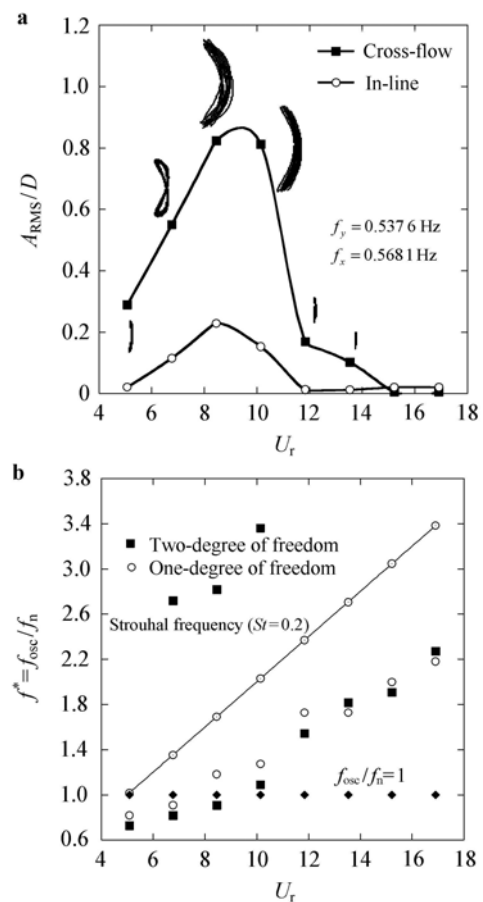 a
1.2
1.0
0.8
0.6
0.4
0.2
0
A_RMS/D
Cross-flow
In-line
f_y = 0.5376 Hz
f_x = 0.5681 Hz
4 6 8 10 12 14 16 18
U_r
b
3.8
3.4
3.0
2.6
2.2
1.8
1.4
1.0
0.6
f*=f_osc/f_n
Two-degree of freedom
One-degree of freedom
Strouhal frequency (St=0.2)
f_osc/f_n=1
4 6 8 10 12 14 16 18
U_r